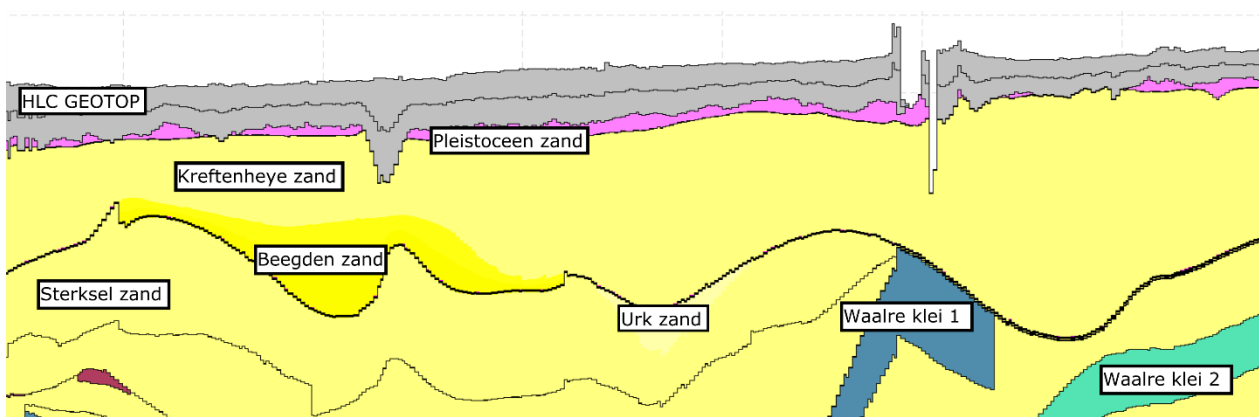 HLC GEOTOP
Pleistoceen zand
Kreftenheye zand
Beegden zand
Sterksel zand
Urk zand
Waalre klei 1
Waalre klei 2